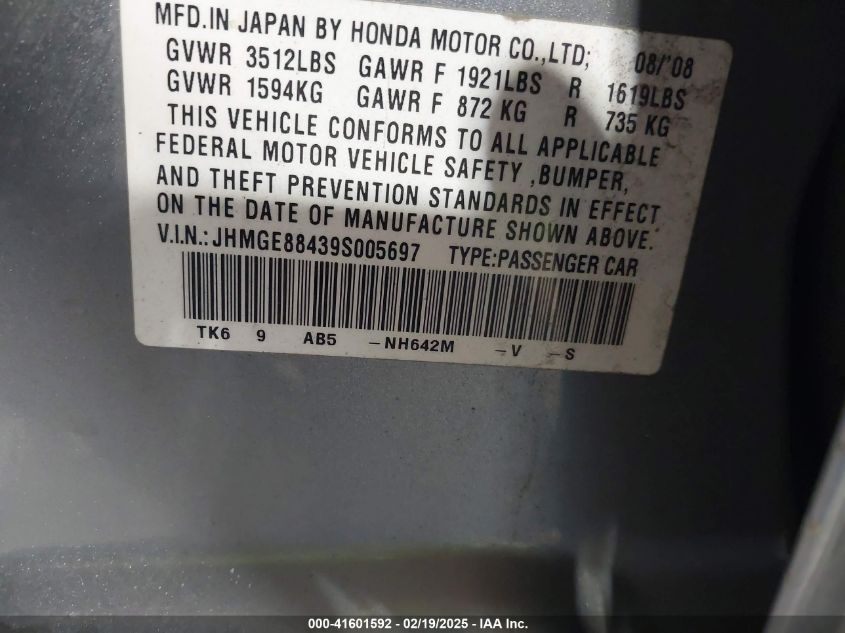 MFD.IN JAPAN BY HONDA MOTOR CO.,LTD; 08/'08
GVWR 3512LBS GAWR F 1921LBS R 1619LBS
GVWR 1594KG GAWR F 872 KG R 735 KG
THIS VEHICLE CONFORMS TO ALL APPLICABLE
FEDERAL MOTOR VEHICLE SAFETY ,BUMPER,
AND THEFT PREVENTION STANDARDS IN EFFECT
ON THE DATE OF MANUFACTURE SHOWN ABOVE.
V.I.N.: JHMGE88439S005697 TYPE:PASSENGER CAR
TK6 9 AB5 -NH642M -V -S
000-41601592 - 02/19/2025 - IAA Inc.